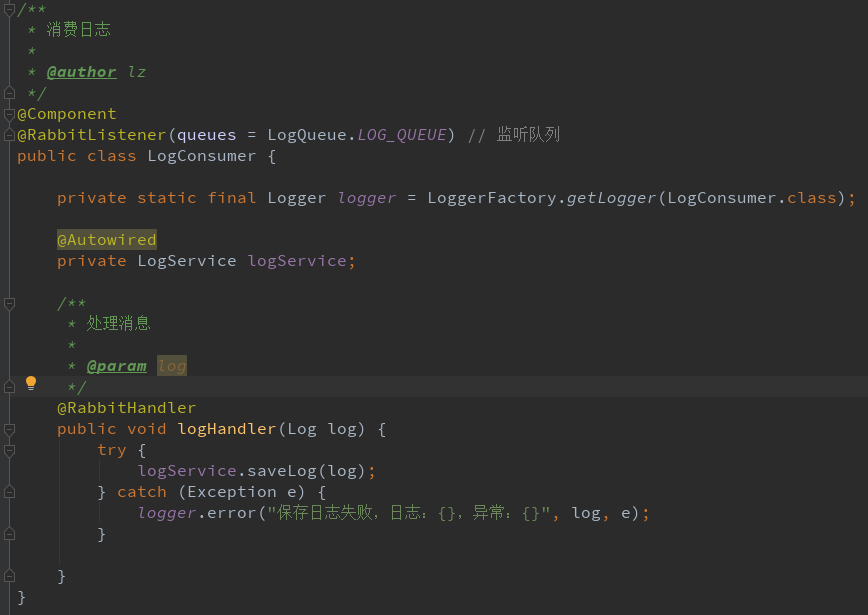 /**
 * 消费日志
 *
 * @author lz
 */
@Component
@RabbitListener(queues = LogQueue.LOG_QUEUE) // 监听队列
public class LogConsumer {
    private static final Logger logger = LoggerFactory.getLogger(LogConsumer.class);
    @Autowired
    private LogService logService;
    /**
     * 处理消息
     *
     * @param log
     */
    @RabbitHandler
    public void logHandler(Log log) {
        try {
            logService.saveLog(log);
        } catch (Exception e) {
            logger.error("保存日志失败，日志：{}，异常：{}", log, e);
        }
    }
}